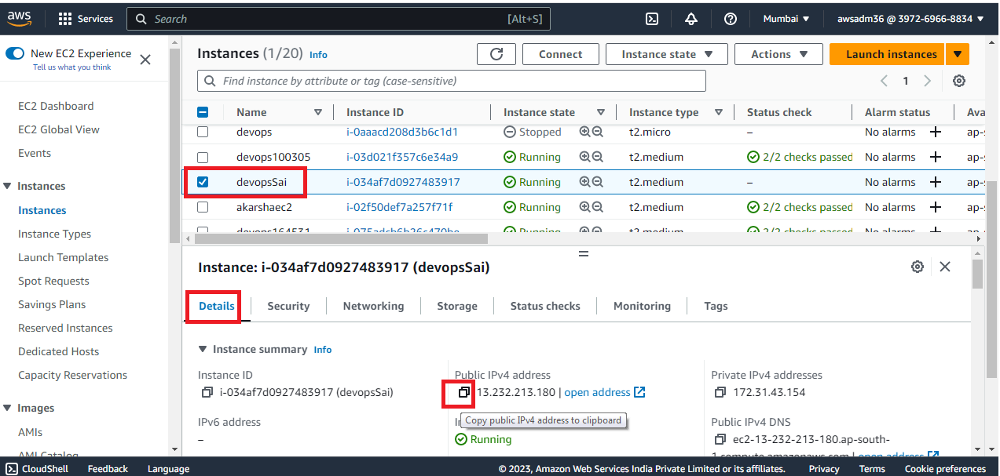 aws Services Search [Alt+S] Mumbai awsadm36 @ 3972-6966-8834
New EC2 Experience
Tell us what you think
EC2 Dashboard
EC2 Global View
Events
Instances
Instances
Instance Types
Launch Templates
Spot Requests
Savings Plans
Reserved Instances
Dedicated Hosts
Capacity Reservations
Images
AMIs
AMI Catalog
Instances (1/20) Info Connect Instance state Actions Launch instances
Find instance by attribute or tag (case-sensitive) 1
Name Instance ID Instance state Instance type Status check Alarm status Ava
devops i-0aaacd208d3b6c1d1 Stopped t2.micro – No alarms + ap-s
devops100305 i-03d021f357c6e34a9 Running t2.medium 2/2 checks passed No alarms + ap-s
devopsSai i-034af7d0927483917 Running t2.medium – No alarms + ap-s
akarshaec2 i-02f50def7a257f71f Running t2.medium 2/2 checks passed No alarms + ap-s
devops164531 Running t2.medium 2/2 checks passed No alarms
Instance: i-034af7d0927483917 (devopsSai)
Details Security Networking Storage Status checks Monitoring Tags
Instance summary Info
Instance ID Public IPv4 address Private IPv4 addresses
i-034af7d0927483917 (devopsSai) 13.232.213.180 | open address 172.31.43.154
Copy public IPv4 address to clipboard
IPv6 address Public IPv4 DNS
– Running ec2-13-232-213-180.ap-south-
1.compute.amazonaws.com | open address
CloudShell Feedback Language © 2023, Amazon Web Services India Private Limited or its affiliates. Privacy Terms Cookie preferences